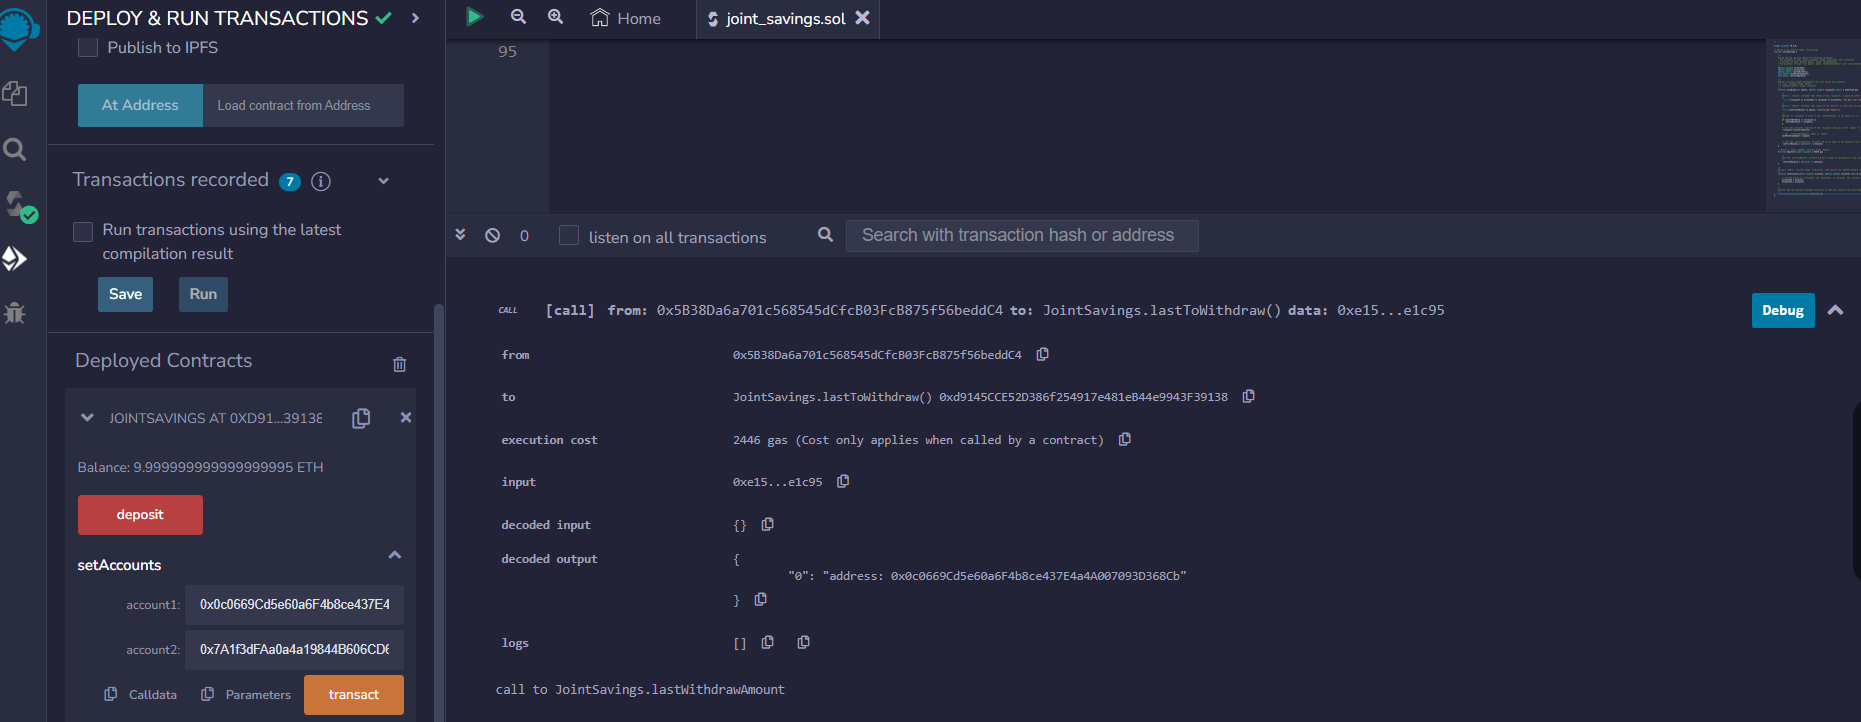 DEPLOY & RUN TRANSACTIONS
Publish to IPFS
At Address
Load contract from Address
Transactions recorded 7
Run transactions using the latest
compilation result
Save
Run
Deployed Contracts
JOINTSAVINGS AT 0XD91...39138
Balance: 9.999999999999999995 ETH
deposit
setAccounts
account1: 0x0c0669Cd5e60a6F4b8ce437E4
account2: 0x7A1f3dFAa0a4a19844B606CD6
Calldata
Parameters
transact
Home
joint_savings.sol
95
0
listen on all transactions
Search with transaction hash or address
CALL
[call] from: 0x5B38Da6a701c568545dCfcB03FcB875f56beddC4 to: JointSavings.lastToWithdraw() data: 0xe15...e1c95
Debug
from 0x5B38Da6a701c568545dCfcB03FcB875f56beddC4
to JointSavings.lastToWithdraw() 0xd9145CCE52D386f254917e481eB44e9943F39138
execution cost 2446 gas (Cost only applies when called by a contract)
input 0xe15...e1c95
decoded input {}
decoded output {
"0": "address: 0x0c0669Cd5e60a6F4b8ce437E4a4A007093D368Cb"
}
logs []
call to JointSavings.lastWithdrawAmount